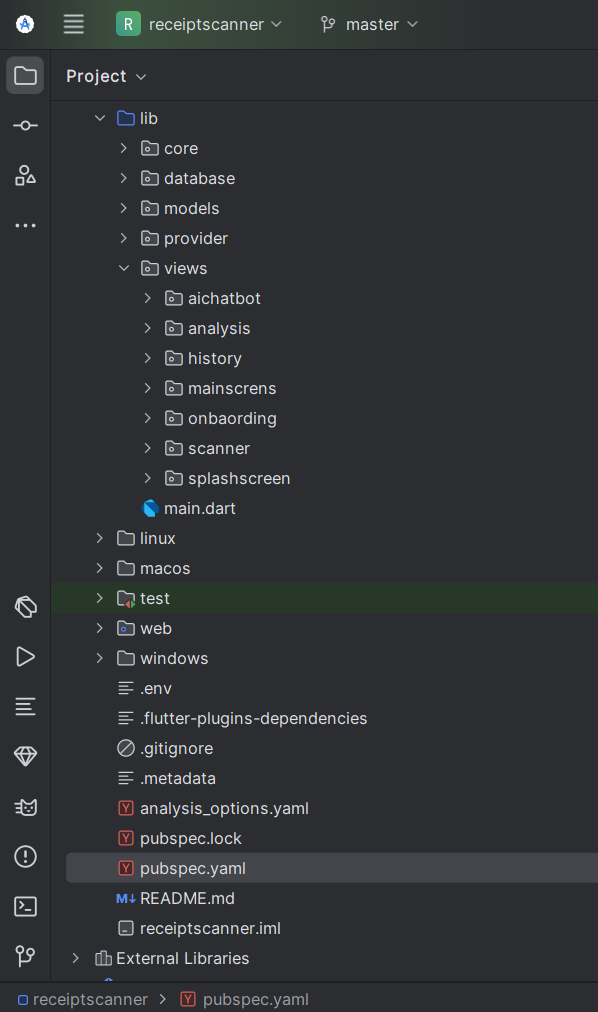 R receiptscanner master
Project
lib
core
database
models
provider
views
aichatbot
analysis
history
mainscrens
onbaording
scanner
splashscreen
main.dart
linux
macos
test
web
windows
.env
.flutter-plugins-dependencies
.gitignore
.metadata
Y analysis_options.yaml
Y pubspec.lock
Y pubspec.yaml
M↓ README.md
receiptscanner.iml
External Libraries
receiptscanner > Y pubspec.yaml